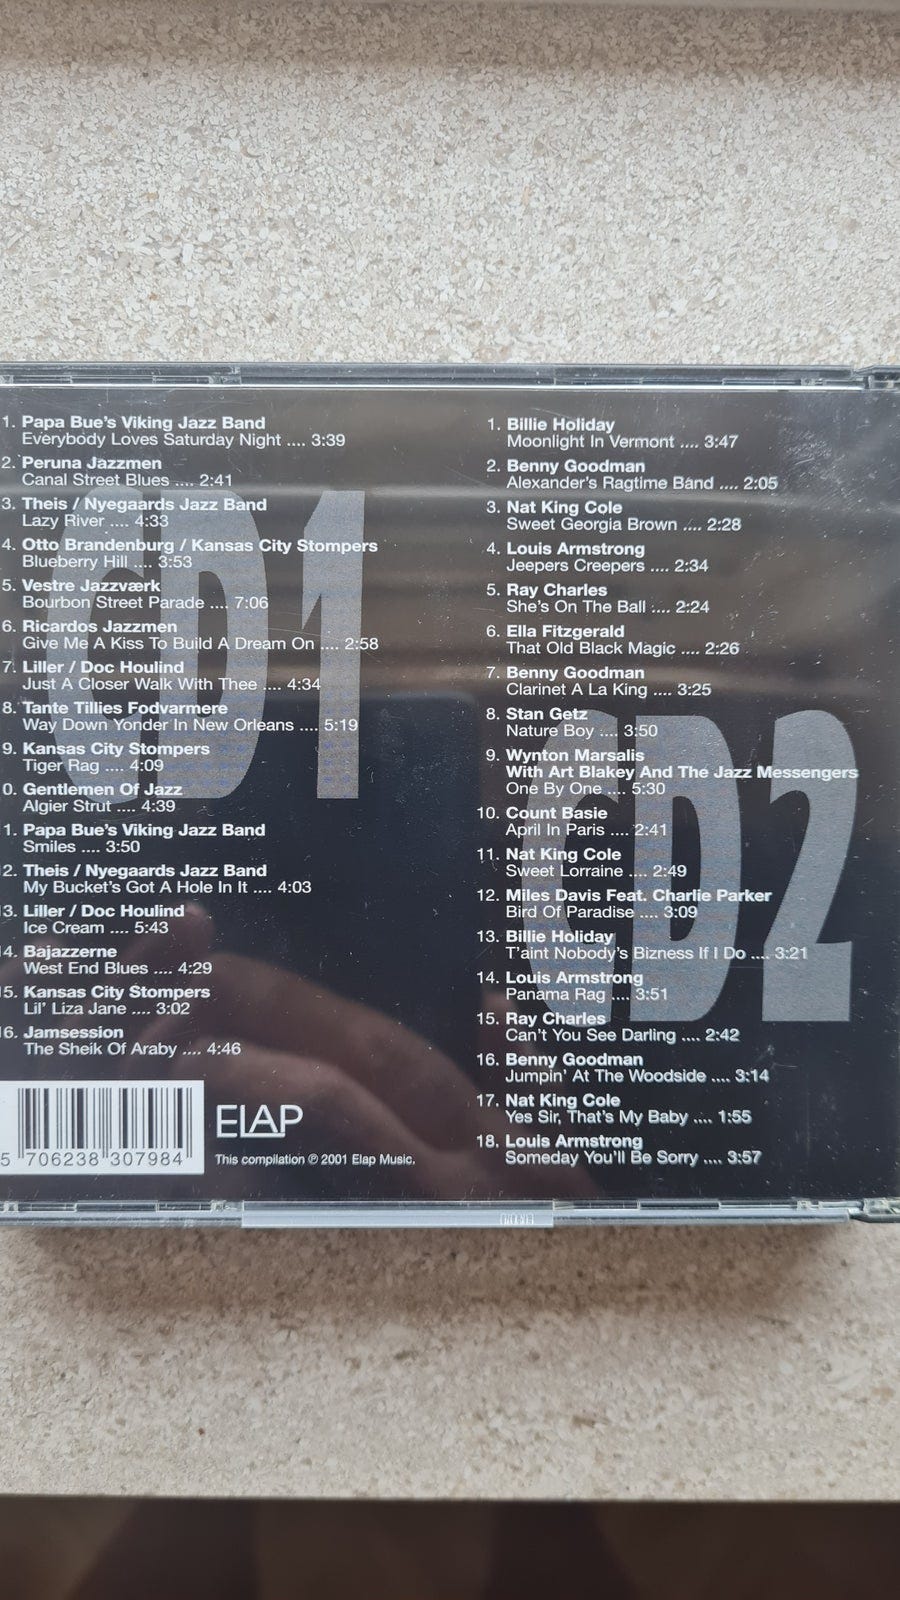 1. Papa Bue's Viking Jazz Band
Everybody Loves Saturday Night .... 3:39
2. Peruna Jazzmen
Canal Street Blues .... 2:41
3. Theis / Nyegaards Jazz Band
Lazy River .... 4:33
4. Otto Brandenburg / Kansas City Stompers
Blueberry Hill .... 3:53
5. Vestre Jazzværk
Bourbon Street Parade .... 7:06
6. Ricardos Jazzmen
Give Me A Kiss To Build A Dream On .... 2:58
7. Liller / Doc Houlind
Just A Closer Walk With Thee .... 4:34
8. Tante Tillies Fodvarmere
Way Down Yonder In New Orleans .... 5:19
9. Kansas City Stompers
Tiger Rag .... 4:09
0. Gentlemen Of Jazz
Algier Strut .... 4:39
1. Papa Bue's Viking Jazz Band
Smiles .... 3:50
12. Theis / Nyegaards Jazz Band
My Bucket's Got A Hole In It .... 4:03
13. Liller / Doc Houlind
Ice Cream .... 5:43
14. Bajazzerne
West End Blues .... 4:29
15. Kansas City Stompers
Lil' Liza Jane .... 3:02
16. Jamsession
The Sheik Of Araby .... 4:46
CD1
5 706238 307984
ELAP
This compilation ℗ 2001 Elap Music.
1. Billie Holiday
Moonlight In Vermont .... 3:47
2. Benny Goodman
Alexander's Ragtime Band .... 2:05
3. Nat King Cole
Sweet Georgia Brown .... 2:28
4. Louis Armstrong
Jeepers Creepers .... 2:34
5. Ray Charles
She's On The Ball .... 2:24
6. Ella Fitzgerald
That Old Black Magic .... 2:26
7. Benny Goodman
Clarinet A La King .... 3:25
8. Stan Getz
Nature Boy .... 3:50
9. Wynton Marsalis
With Art Blakey And The Jazz Messengers
One By One .... 5:30
10. Count Basie
April In Paris .... 2:41
11. Nat King Cole
Sweet Lorraine .... 2:49
12. Miles Davis Feat. Charlie Parker
Bird Of Paradise .... 3:09
13. Billie Holiday
T'aint Nobody's Bizness If I Do .... 3:21
14. Louis Armstrong
Panama Rag .... 3:51
15. Ray Charles
Can't You See Darling .... 2:42
16. Benny Goodman
Jumpin' At The Woodside .... 3:14
17. Nat King Cole
Yes Sir, That's My Baby .... 1:55
18. Louis Armstrong
Someday You'll Be Sorry .... 3:57
CD2